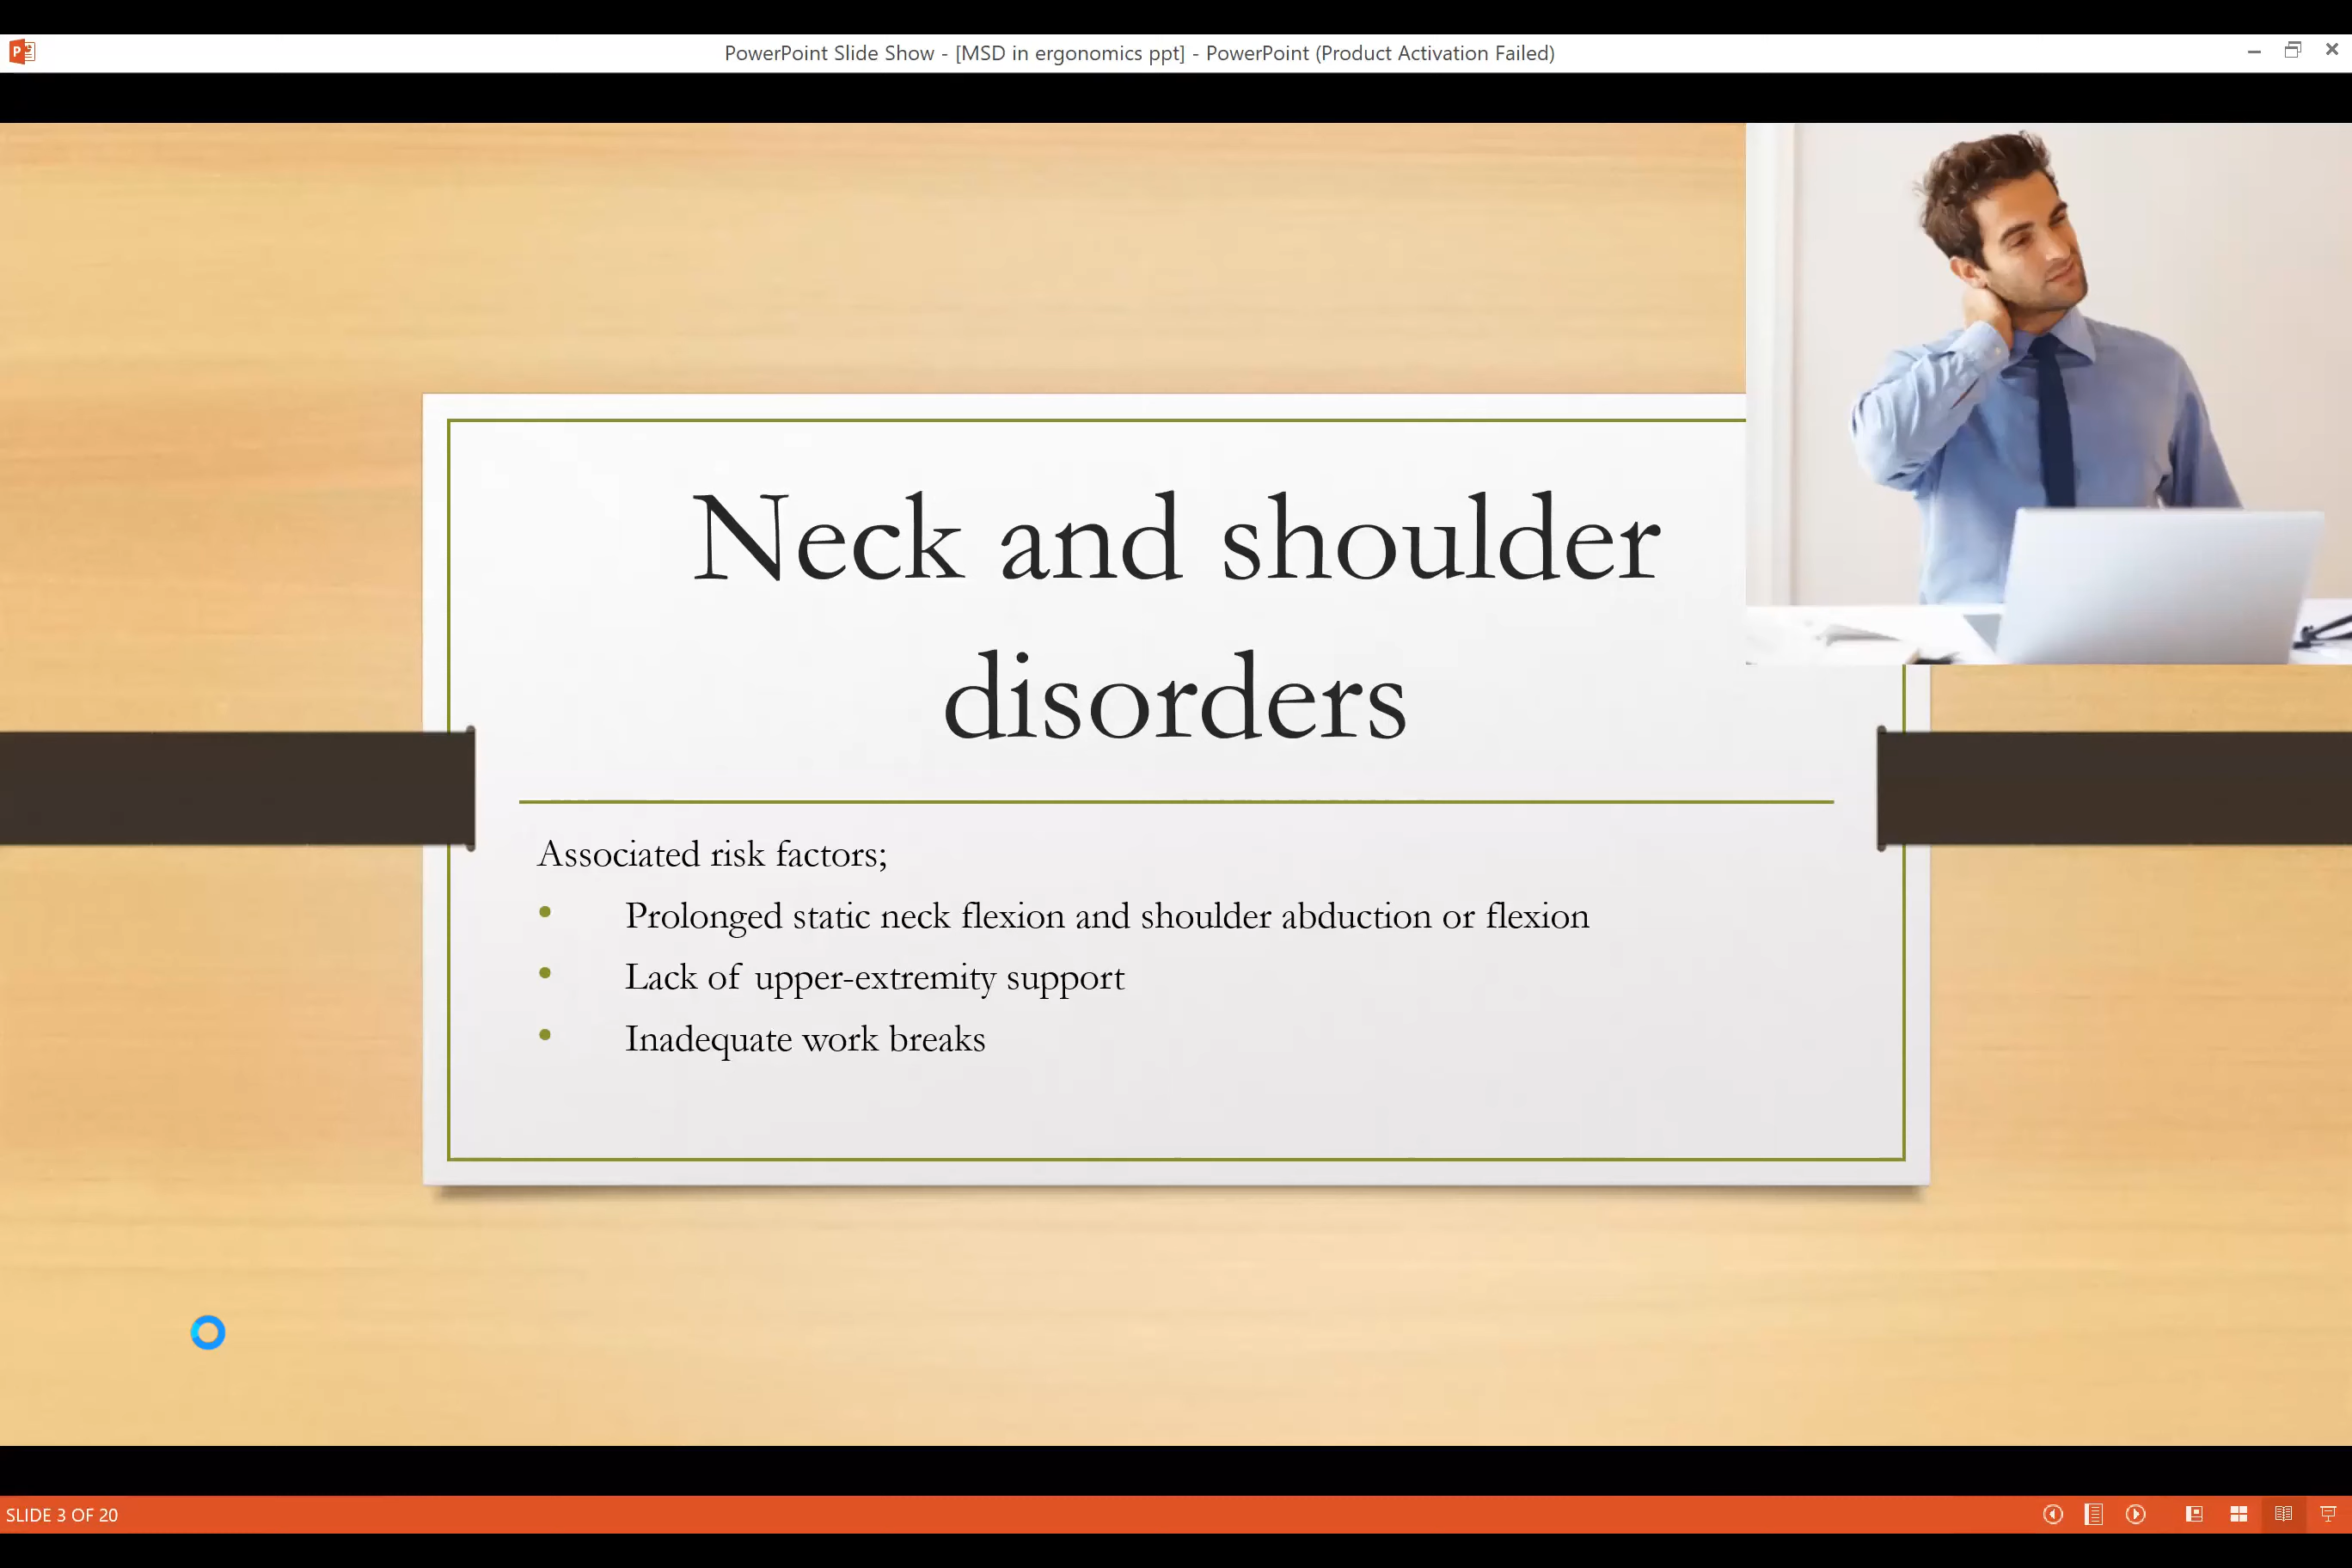 PowerPoint Slide Show - [MSD in ergonomics ppt] - PowerPoint (Product Activation Failed)
Neck and shoulder
disorders
Associated risk factors;
• Prolonged static neck flexion and shoulder abduction or flexion
• Lack of upper-extremity support
• Inadequate work breaks
SLIDE 3 OF 20